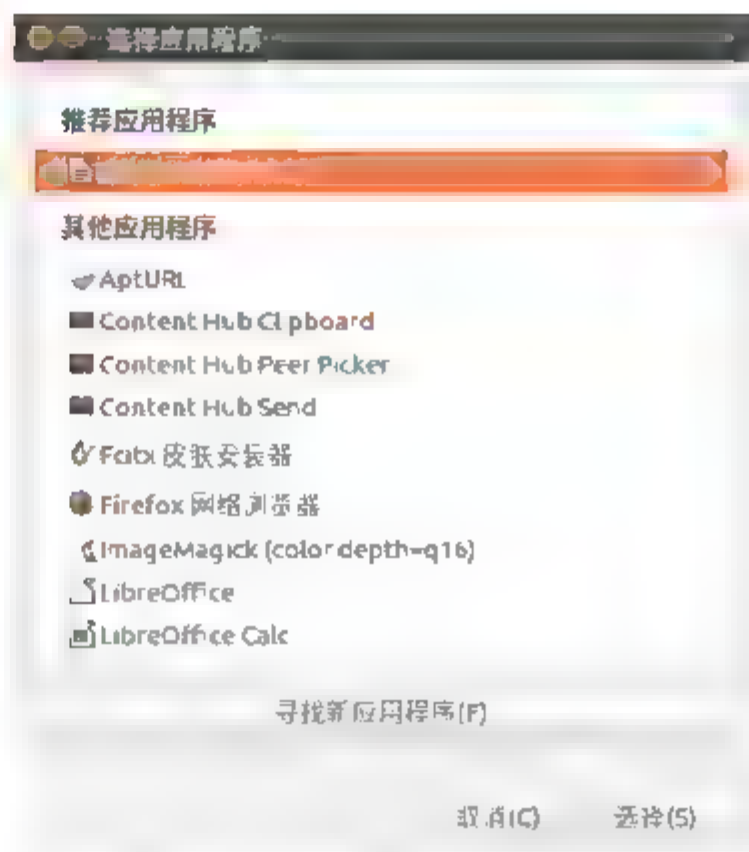 选择应用程序
推荐应用程序
其他应用程序
AptURL
Content Hub Clipboard
Content Hub Peer Picker
Content Hub Send
Fcitx 皮肤安装器
Firefox 网络浏览器
ImageMagick (color depth=q16)
LibreOffice
LibreOffice Calc
寻找新应用程序(F)
取消(C)
选择(S)